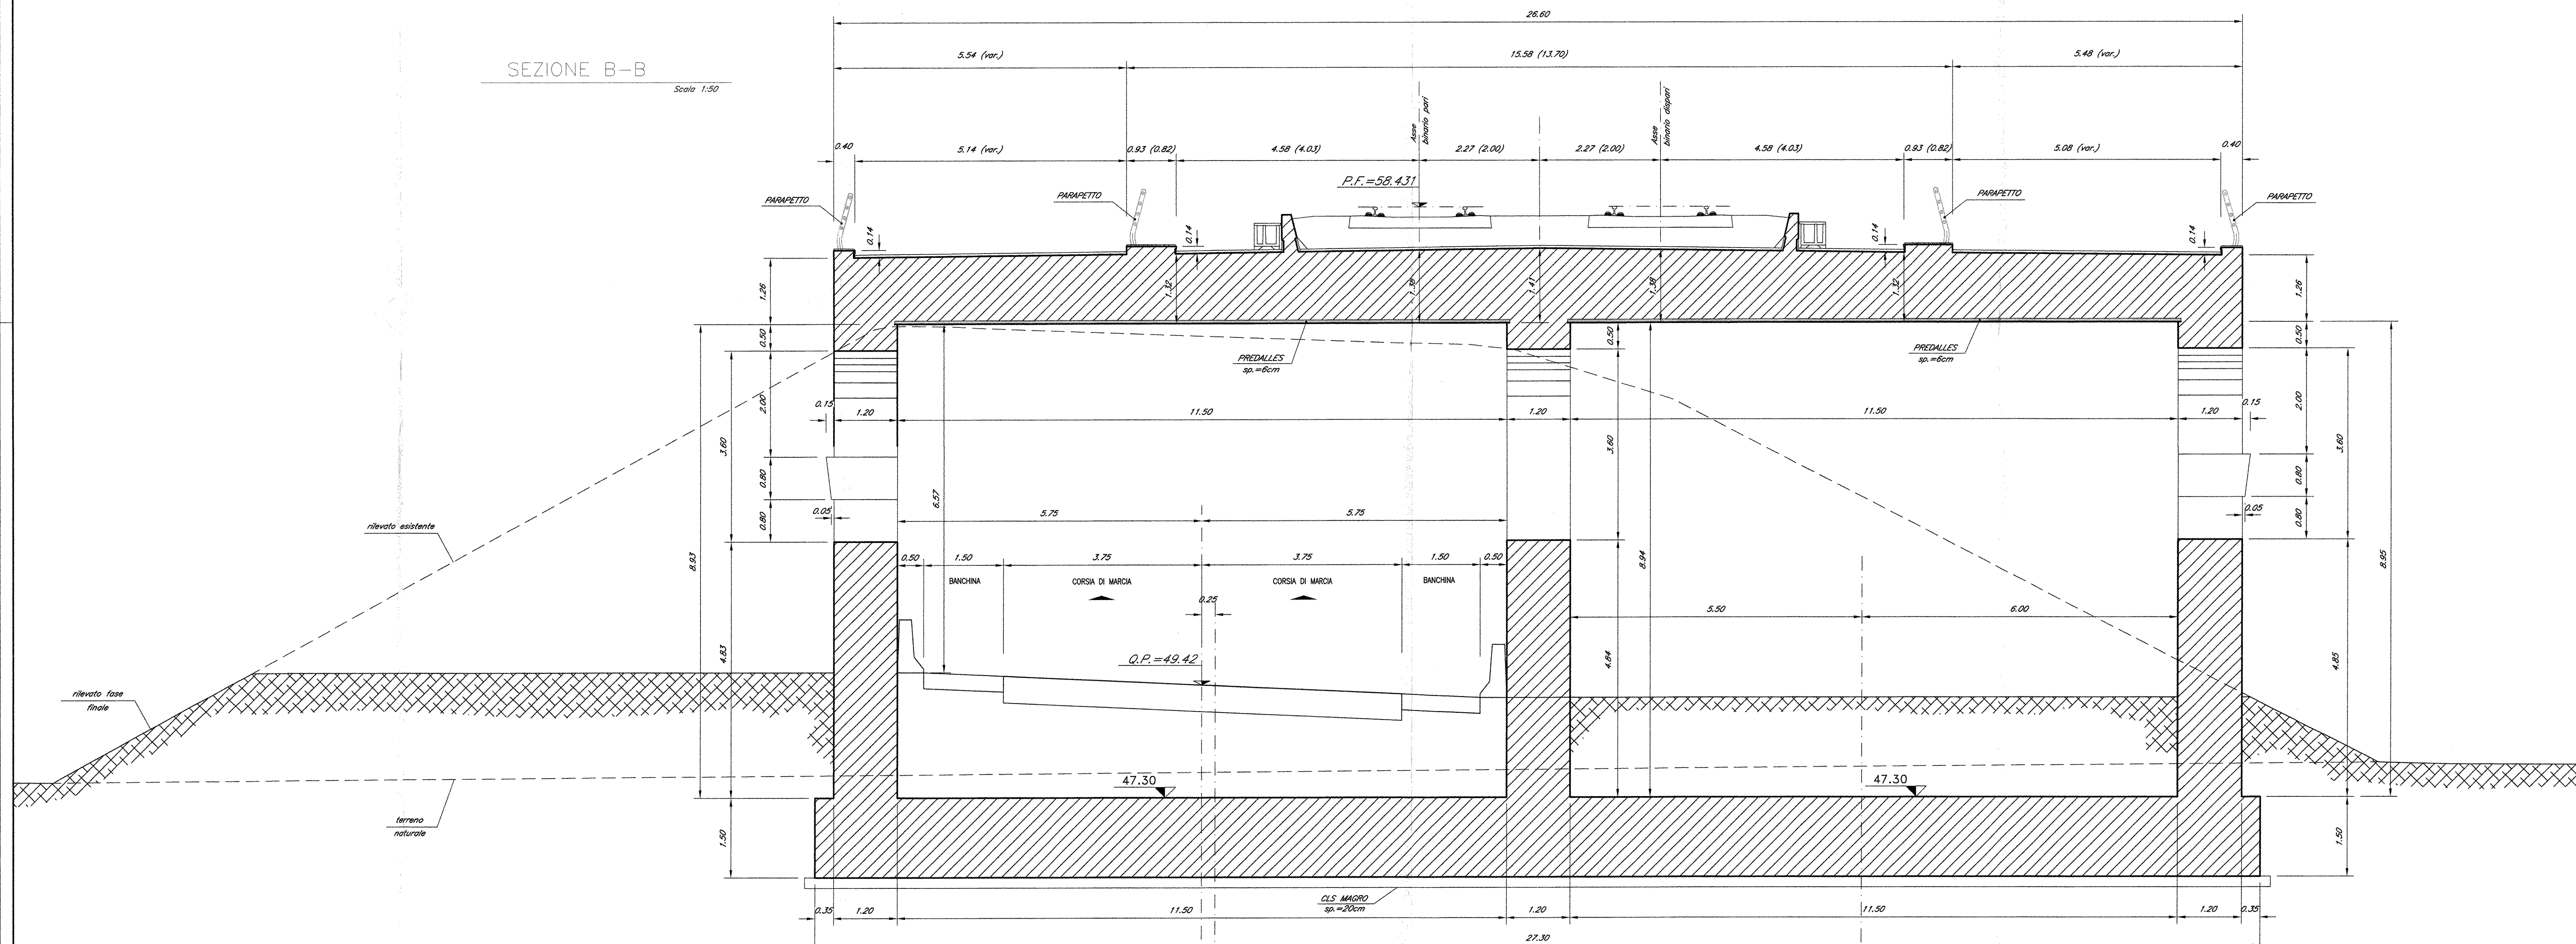 26.60
SEZIONE B-B
Scala 1:50
5.54 (var.)
15.58 (13.70)
5.48 (var.)
Asse
binario pari
Asse
binario dispari
0.40
5.14 (var.)
0.93 (0.82)
4.58 (4.03)
2.27 (2.00)
2.27 (2.00)
4.58 (4.03)
0.93 (0.82)
5.08 (var.)
0.40
P.F.=58.431
PARAPETTO
PARAPETTO
PARAPETTO
PARAPETTO
0.14
0.14
0.14
0.14
1.26
1.32
1.38
1.41
1.38
1.32
1.26
0.50
0.50
0.50
PREDALLES
sp.=6cm
PREDALLES
sp.=6cm
2.00
2.00
0.15
1.20
11.50
1.20
11.50
1.20
0.15
3.60
3.60
3.60
0.80
0.80
6.57
0.05
0.80
0.80
0.05
rilevato esistente
5.75
5.75
8.93
8.94
8.95
0.50
1.50
3.75
3.75
1.50
0.50
BANCHINA
CORSIA DI MARCIA
CORSIA DI MARCIA
BANCHINA
0.25
5.50
6.00
4.83
4.84
4.85
Q.P.=49.42
rilevato fase
finale
47.30
47.30
terreno
naturale
1.50
1.50
CLS MAGRO
sp.=20cm
0.35
1.20
11.50
1.20
11.50
1.20
0.35
27.30